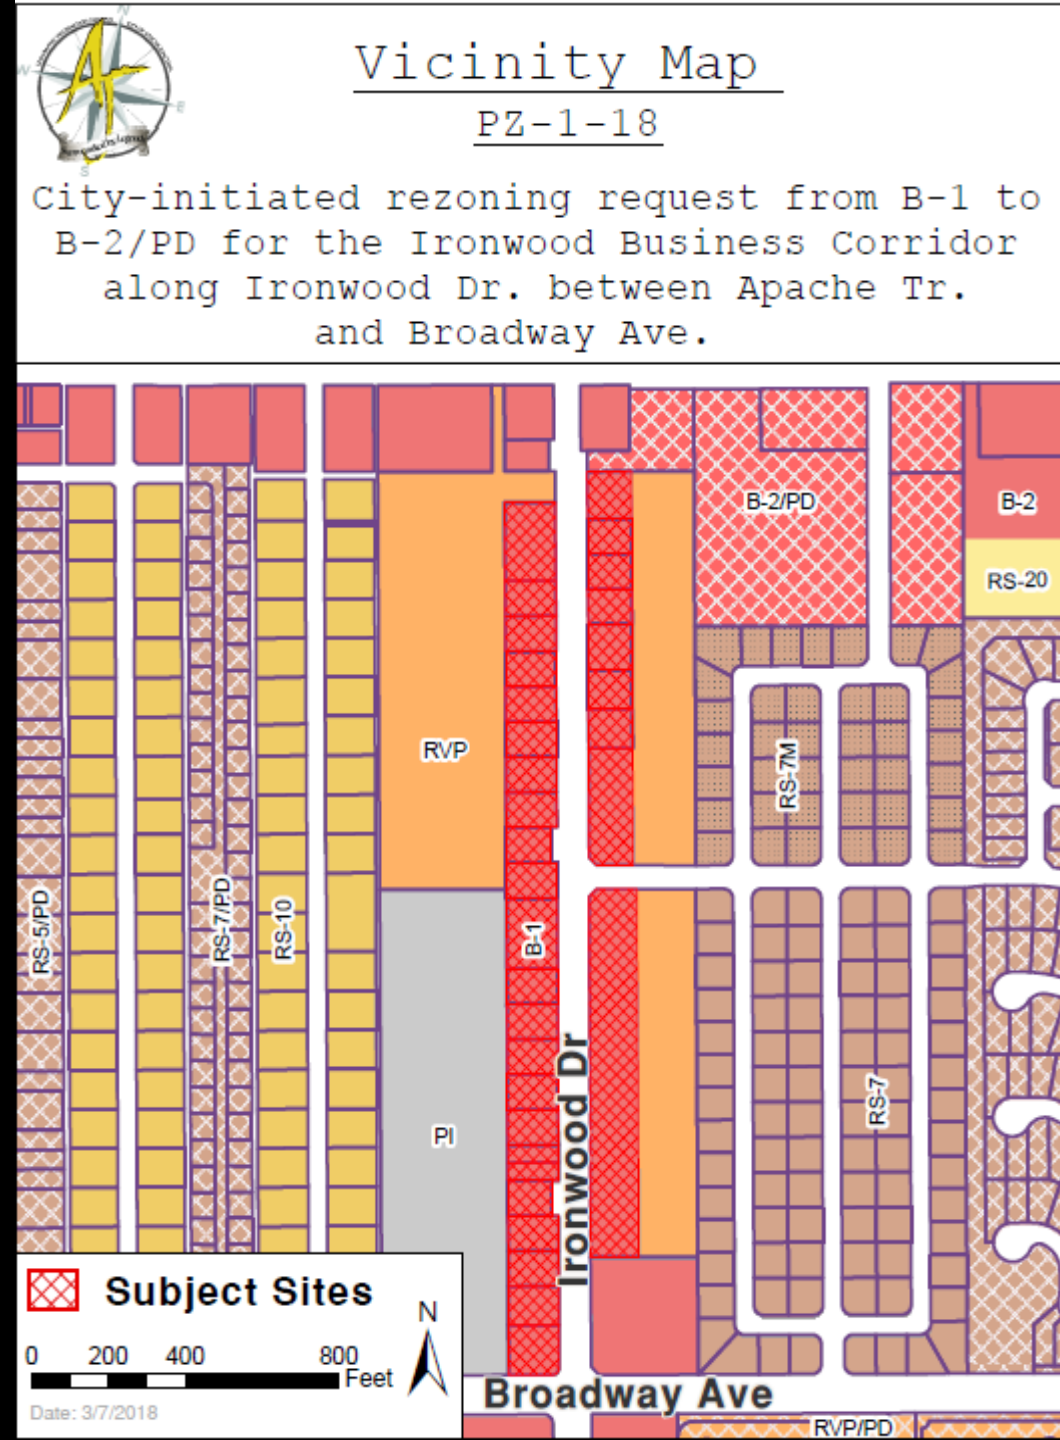 Vicinity Map
PZ-1-18
City-initiated rezoning request from B-1 to
B-2/PD for the Ironwood Business Corridor
along Ironwood Dr. between Apache Tr.
and Broadway Ave.
N
W
E
S
AJ
B-2/PD
B-2
RS-20
RVP
RS-7M
RS-5/PD
RS-7/PD
RS-10
B-1
Ironwood Dr
RS-7
PI
Subject Sites
N
0 200 400 800
Feet
Date: 3/7/2018
Broadway Ave
RVP/PD